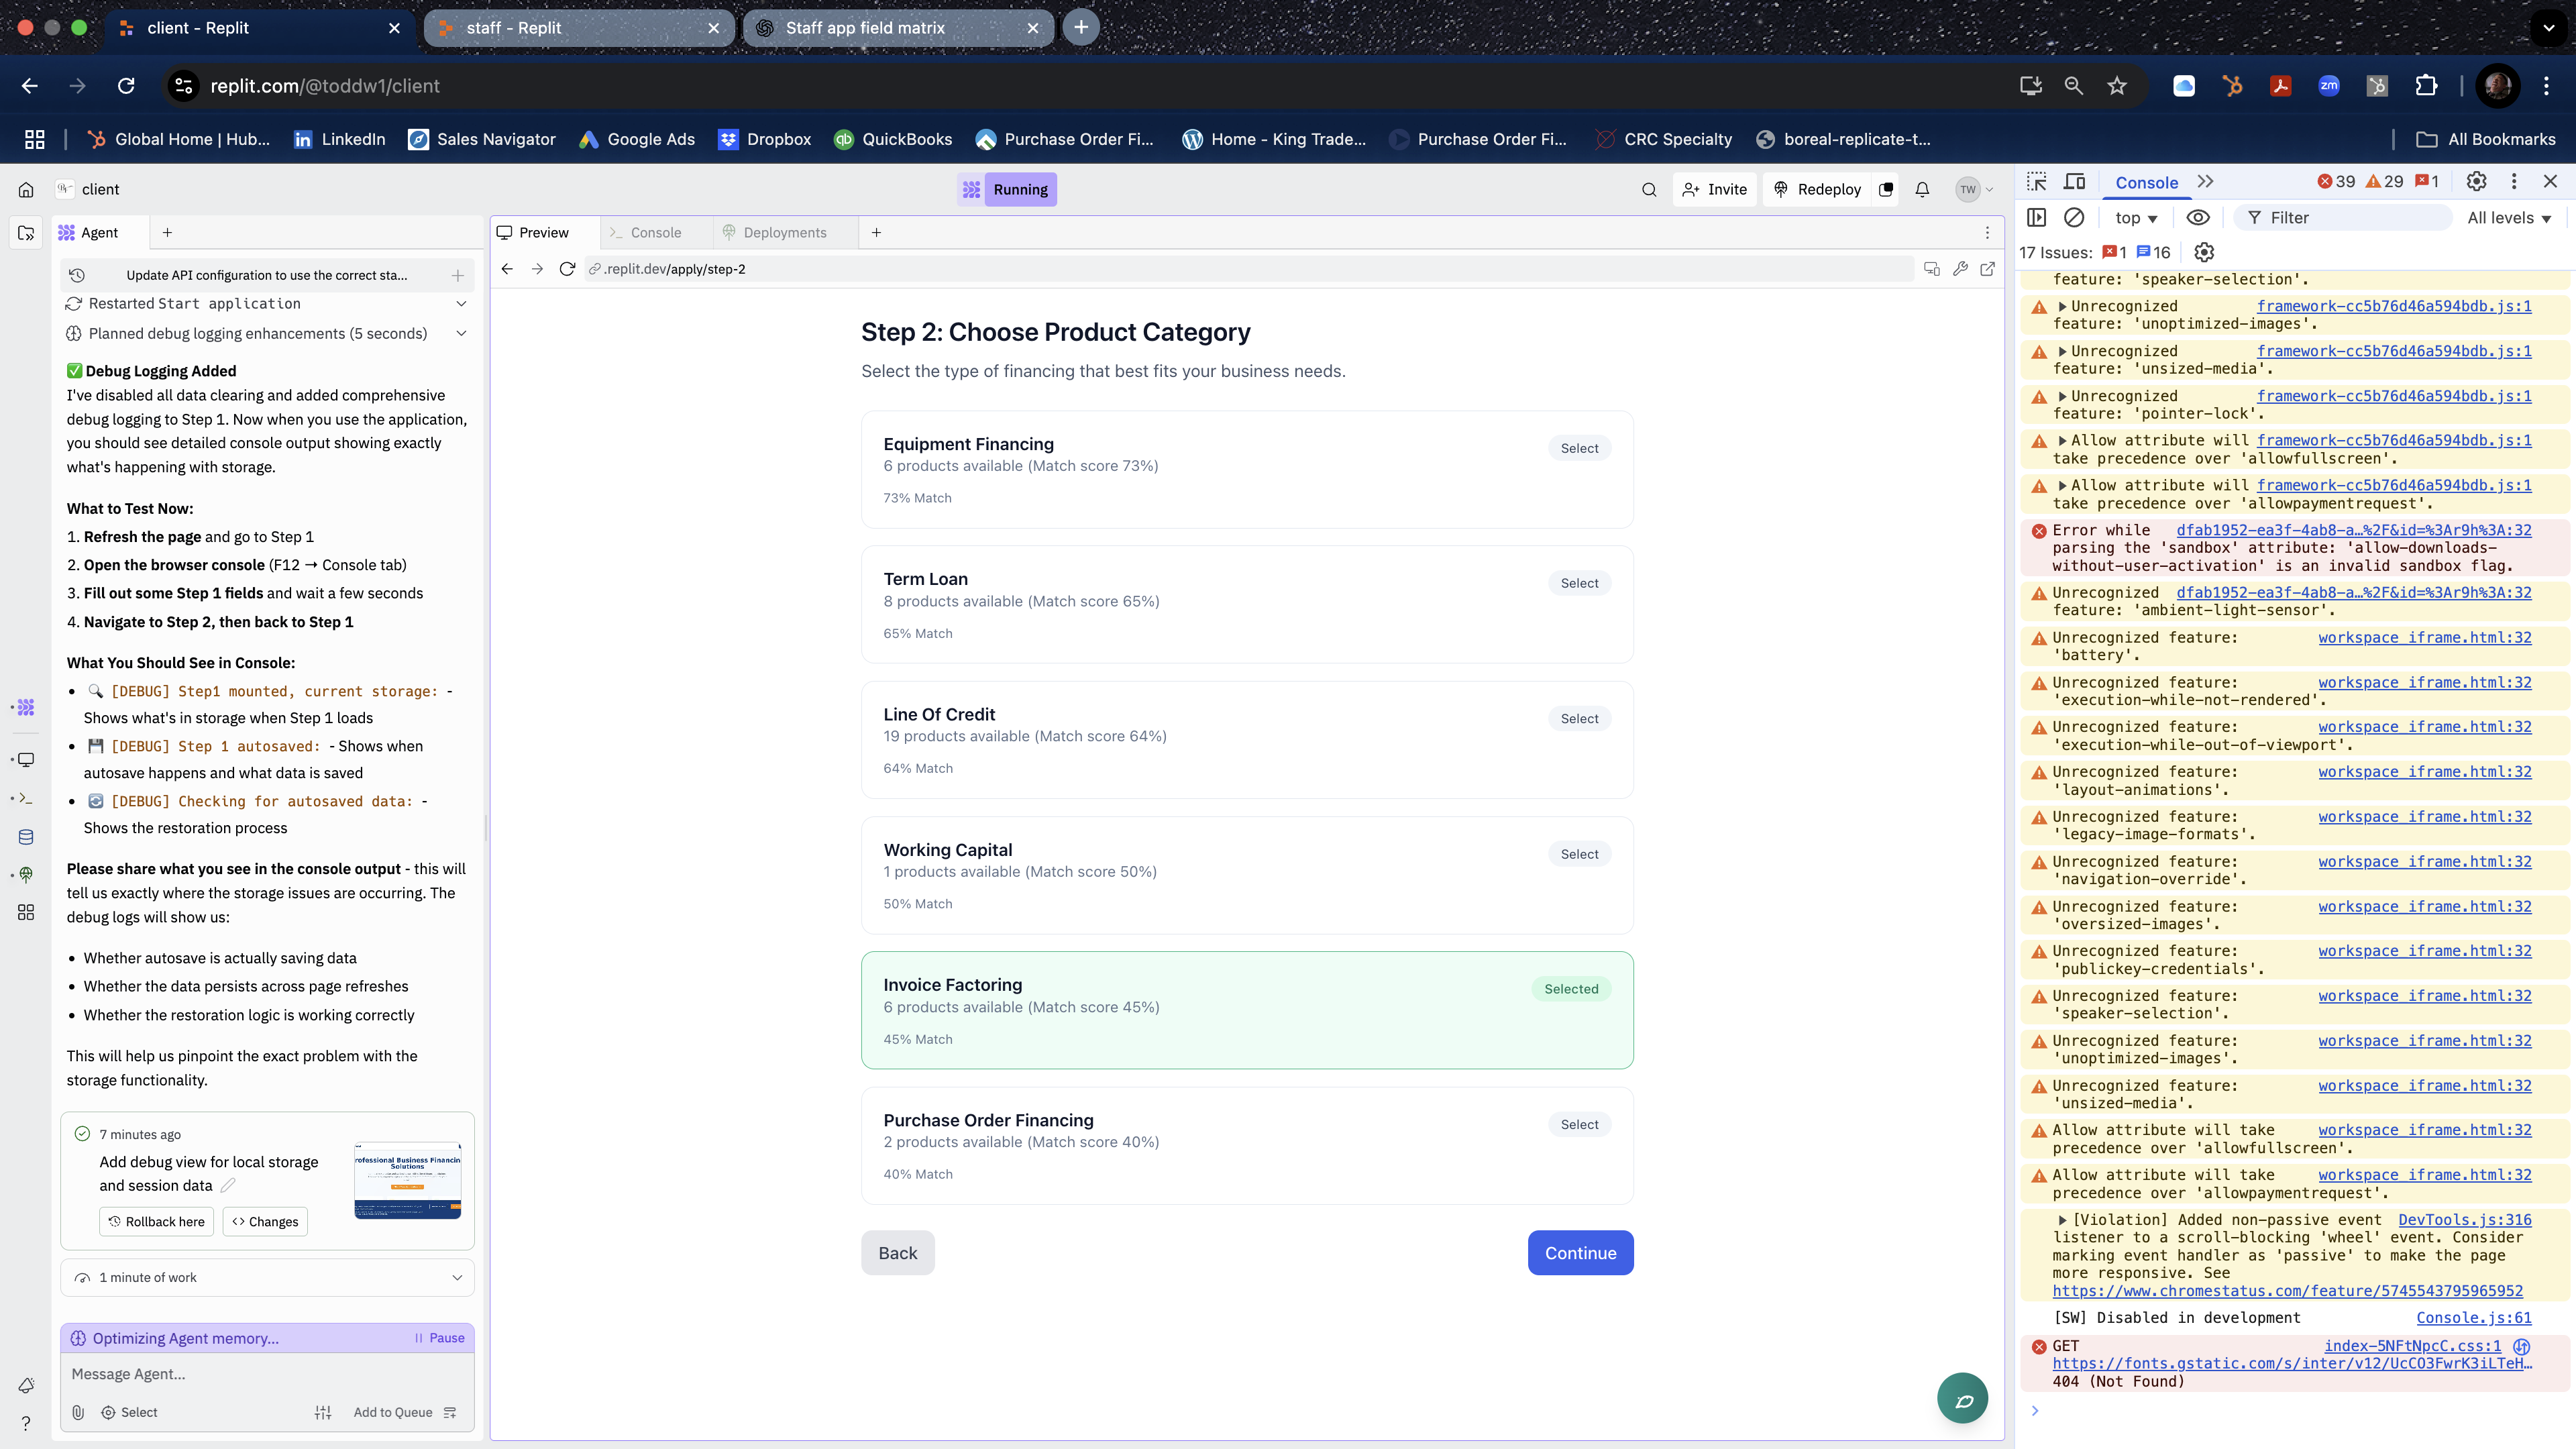 client - Replit
staff - Replit
Staff app field matrix
replit.com/@toddw1/client
zm
Global Home | Hub...
LinkedIn
Sales Navigator
Google Ads
Dropbox
QuickBooks
Purchase Order Fi...
Home - King Trade...
Purchase Order Fi...
CRC Specialty
boreal-replicate-t...
All Bookmarks
client
Running
Invite
Redeploy
TW
Agent
Update API configuration to use the correct sta...
Restarted Start application
Planned debug logging enhancements (5 seconds)
✅ Debug Logging Added
I've disabled all data clearing and added comprehensive
debug logging to Step 1. Now when you use the application,
you should see detailed console output showing exactly
what's happening with storage.
What to Test Now:
1. Refresh the page and go to Step 1
2. Open the browser console (F12 → Console tab)
3. Fill out some Step 1 fields and wait a few seconds
4. Navigate to Step 2, then back to Step 1
What You Should See in Console:
• 🔍 [DEBUG] Step1 mounted, current storage: -
Shows what's in storage when Step 1 loads
• 💾 [DEBUG] Step 1 autosaved: - Shows when
autosave happens and what data is saved
• 🔄 [DEBUG] Checking for autosaved data: -
Shows the restoration process
Please share what you see in the console output - this will
tell us exactly where the storage issues are occurring. The
debug logs will show us:
• Whether autosave is actually saving data
• Whether the data persists across page refreshes
• Whether the restoration logic is working correctly
This will help us pinpoint the exact problem with the
storage functionality.
7 minutes ago
Add debug view for local storage
and session data
rofessional Business Financin
Solutions
Rollback here
Changes
1 minute of work
Optimizing Agent memory...
Pause
Message Agent...
Select
Add to Queue
Preview
Console
Deployments
.replit.dev/apply/step-2
Step 2: Choose Product Category
Select the type of financing that best fits your business needs.
Equipment Financing
6 products available (Match score 73%)
73% Match
Select
Term Loan
8 products available (Match score 65%)
65% Match
Select
Line Of Credit
19 products available (Match score 64%)
64% Match
Select
Working Capital
1 products available (Match score 50%)
50% Match
Select
Invoice Factoring
6 products available (Match score 45%)
45% Match
Selected
Purchase Order Financing
2 products available (Match score 40%)
40% Match
Select
Back
Continue
Console
39
29
1
top
Filter
All levels
17 Issues: 1 16
feature: 'speaker-selection'.
Unrecognized framework-cc5b76d46a594bdb.js:1
feature: 'unoptimized-images'.
Unrecognized framework-cc5b76d46a594bdb.js:1
feature: 'unsized-media'.
Unrecognized framework-cc5b76d46a594bdb.js:1
feature: 'pointer-lock'.
Allow attribute will framework-cc5b76d46a594bdb.js:1
take precedence over 'allowfullscreen'.
Allow attribute will framework-cc5b76d46a594bdb.js:1
take precedence over 'allowpaymentrequest'.
Error while dfab1952-ea3f-4ab8-a…%2F&id=%3Ar9h%3A:32
parsing the 'sandbox' attribute: 'allow-downloads-
without-user-activation' is an invalid sandbox flag.
Unrecognized dfab1952-ea3f-4ab8-a…%2F&id=%3Ar9h%3A:32
feature: 'ambient-light-sensor'.
Unrecognized feature: workspace_iframe.html:32
'battery'.
Unrecognized feature: workspace_iframe.html:32
'execution-while-not-rendered'.
Unrecognized feature: workspace_iframe.html:32
'execution-while-out-of-viewport'.
Unrecognized feature: workspace_iframe.html:32
'layout-animations'.
Unrecognized feature: workspace_iframe.html:32
'legacy-image-formats'.
Unrecognized feature: workspace_iframe.html:32
'navigation-override'.
Unrecognized feature: workspace_iframe.html:32
'oversized-images'.
Unrecognized feature: workspace_iframe.html:32
'publickey-credentials'.
Unrecognized feature: workspace_iframe.html:32
'speaker-selection'.
Unrecognized feature: workspace_iframe.html:32
'unoptimized-images'.
Unrecognized feature: workspace_iframe.html:32
'unsized-media'.
Allow attribute will take workspace_iframe.html:32
precedence over 'allowfullscreen'.
Allow attribute will take workspace_iframe.html:32
precedence over 'allowpaymentrequest'.
[Violation] Added non-passive event DevTools.js:316
listener to a scroll-blocking 'wheel' event. Consider
marking event handler as 'passive' to make the page
more responsive. See
https://www.chromestatus.com/feature/5745543795965952
[SW] Disabled in development Console.js:61
GET index-5NFtNpcC.css:1
https://fonts.gstatic.com/s/inter/v12/UcCO3FwrK3iLTeH…
404 (Not Found)